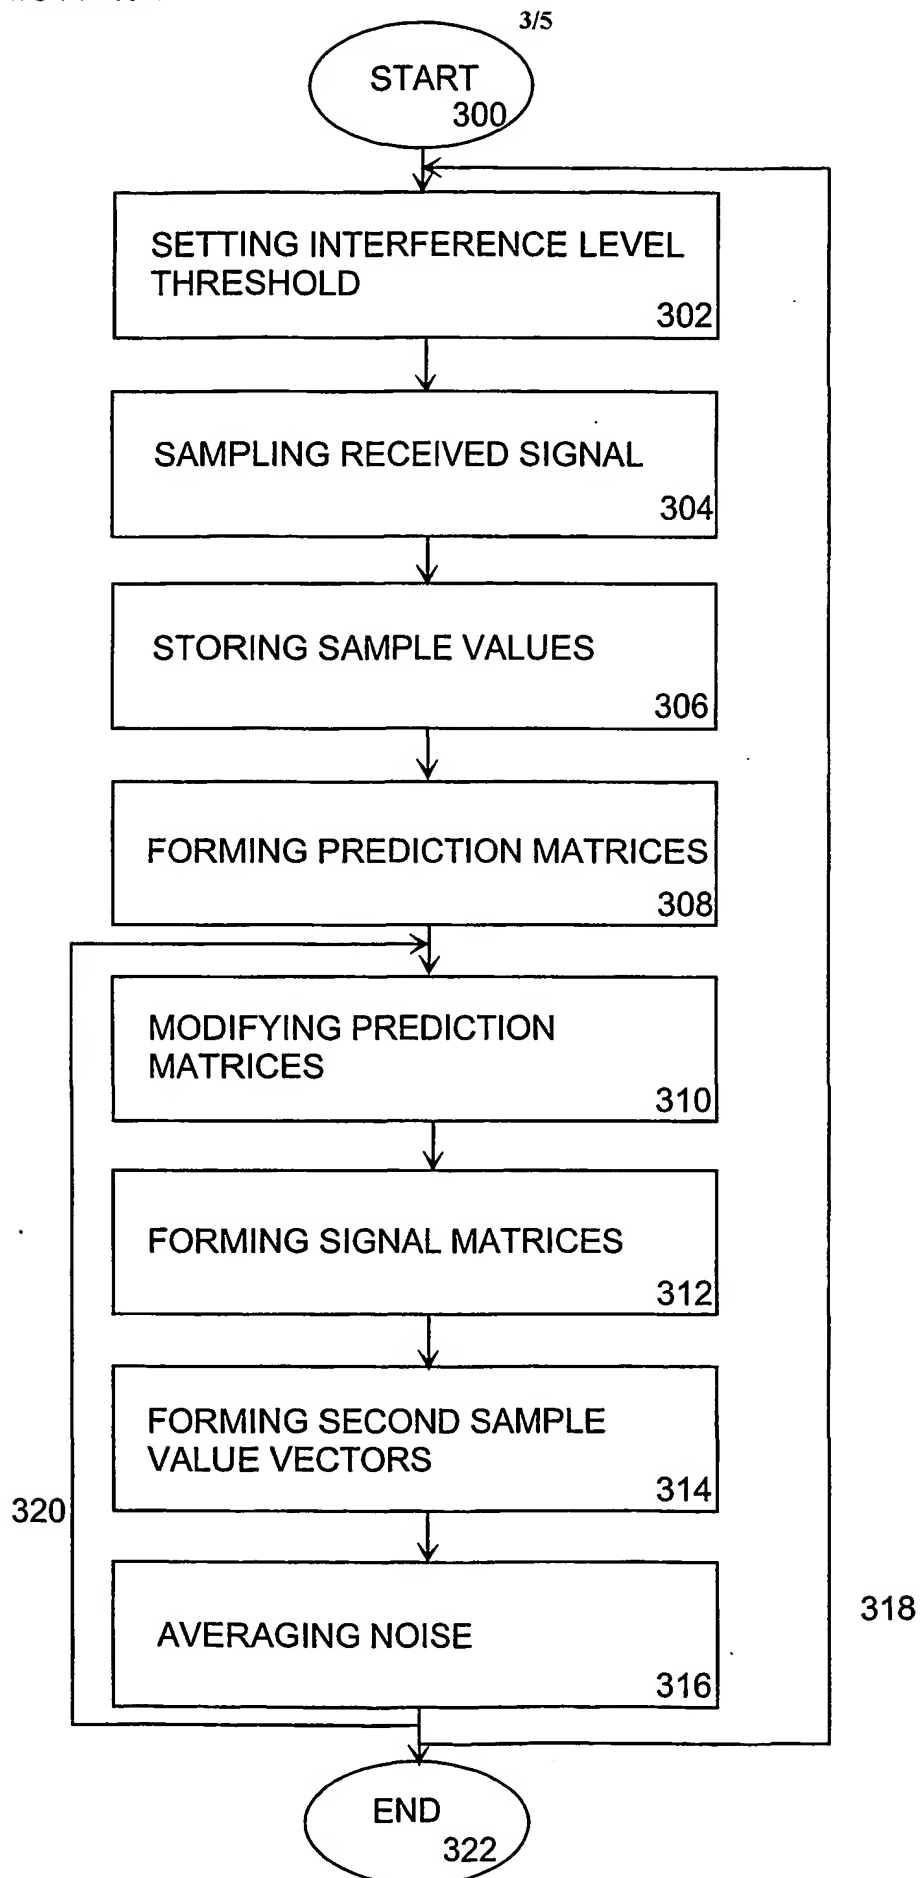 3/5
START
300
SETTING INTERFERENCE LEVEL
THRESHOLD
302
SAMPLING RECEIVED SIGNAL
304
STORING SAMPLE VALUES
306
FORMING PREDICTION MATRICES
308
MODIFYING PREDICTION
MATRICES
310
FORMING SIGNAL MATRICES
312
FORMING SECOND SAMPLE
VALUE VECTORS
314
320
AVERAGING NOISE
316
318
END
322